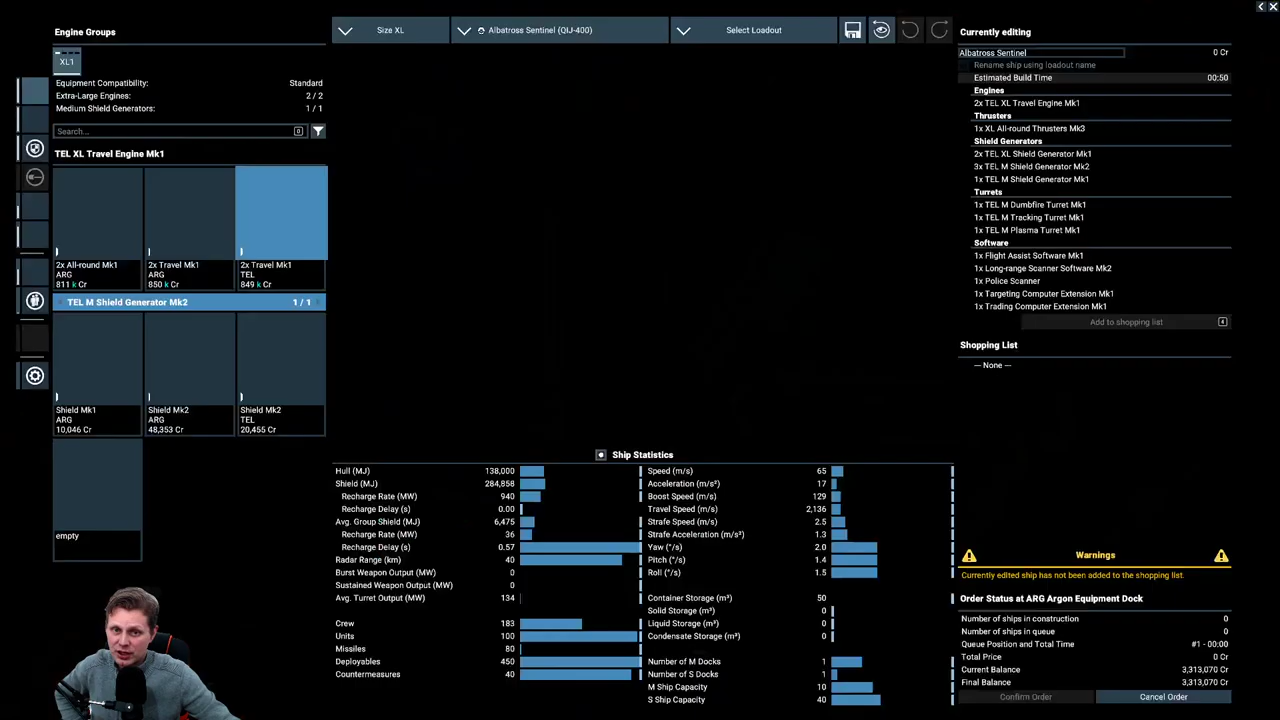 Engine Groups
XL1
Equipment Compatibility: Standard
Extra-Large Engines: 2 / 2
Medium Shield Generators: 1 / 1
Search...
TEL XL Travel Engine Mk1
2x All-round Mk1
ARG
811 k Cr
2x Travel Mk1
ARG
850 k Cr
2x Travel Mk1
TEL
849 k Cr
TEL M Shield Generator Mk2 1 / 1
Shield Mk1
ARG
10,046 Cr
Shield Mk2
ARG
48,353 Cr
Shield Mk2
TEL
20,455 Cr
empty
Size XL
Albatross Sentinel (QIJ-400)
Select Loadout
Ship Statistics
Hull (MJ) 138,000
Shield (MJ) 284,858
Recharge Rate (MW) 940
Recharge Delay (s) 0.00
Avg. Group Shield (MJ) 6,475
Recharge Rate (MW) 36
Recharge Delay (s) 0.57
Radar Range (km) 40
Burst Weapon Output (MW) 0
Sustained Weapon Output (MW) 0
Avg. Turret Output (MW) 134
Crew 183
Units 100
Missiles 80
Deployables 450
Countermeasures 40
Speed (m/s) 65
Acceleration (m/s²) 17
Boost Speed (m/s) 129
Travel Speed (m/s) 2,136
Strafe Speed (m/s) 2.5
Strafe Acceleration (m/s²) 1.3
Yaw (°/s) 2.0
Pitch (°/s) 1.4
Roll (°/s) 1.5
Container Storage (m³) 50
Solid Storage (m³) 0
Liquid Storage (m³) 0
Condensate Storage (m³) 0
Number of M Docks 1
Number of S Docks 1
M Ship Capacity 10
S Ship Capacity 40
Currently editing
Albatross Sentinel 0 Cr
Rename ship using loadout name
Estimated Build Time 00:50
Engines
2x TEL XL Travel Engine Mk1
Thrusters
1x XL All-round Thrusters Mk3
Shield Generators
2x TEL XL Shield Generator Mk1
3x TEL M Shield Generator Mk2
1x TEL M Shield Generator Mk1
Turrets
1x TEL M Dumbfire Turret Mk1
1x TEL M Tracking Turret Mk1
1x TEL M Plasma Turret Mk1
Software
1x Flight Assist Software Mk1
1x Long-range Scanner Software Mk2
1x Police Scanner
1x Targeting Computer Extension Mk1
1x Trading Computer Extension Mk1
Add to shopping list
Shopping List
— None —
Warnings
Currently edited ship has not been added to the shopping list.
Order Status at ARG Argon Equipment Dock
Number of ships in construction 0
Number of ships in queue 0
Queue Position and Total Time #1 - 00:00
Total Price 0 Cr
Current Balance 3,313,070 Cr
Final Balance 3,313,070 Cr
Confirm Order
Cancel Order